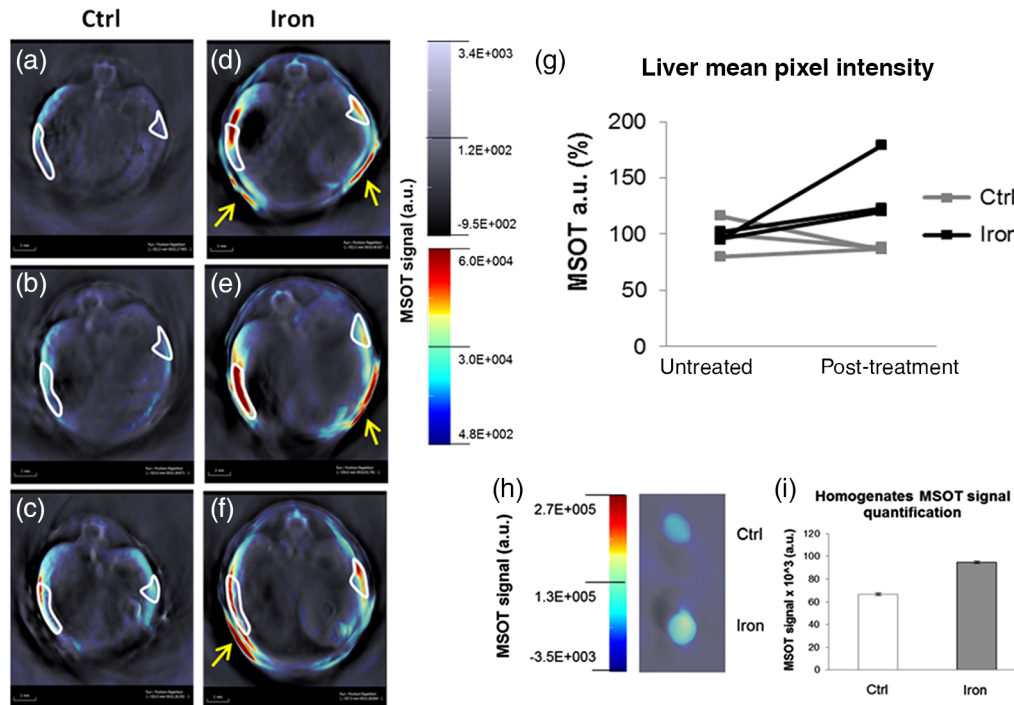 Ctrl
Iron
(a)
(b)
(c)
(d)
(e)
(f)
MSOT signal (a.u.)
3.4E+003
1.2E+002
-9.5E+002
6.0E+004
3.0E+004
4.8E+002
(g)
Liver mean pixel intensity
MSOT a.u. (%)
200
150
100
50
0
Untreated
Post-treatment
Ctrl
Iron
(h)
MSOT signal (a.u.)
2.7E+005
1.3E+005
-3.5E+003
Ctrl
Iron
(i)
Homogenates MSOT signal
quantification
MSOT signal x 10^3 (a.u.)
120
100
80
60
40
20
0
Ctrl
Iron